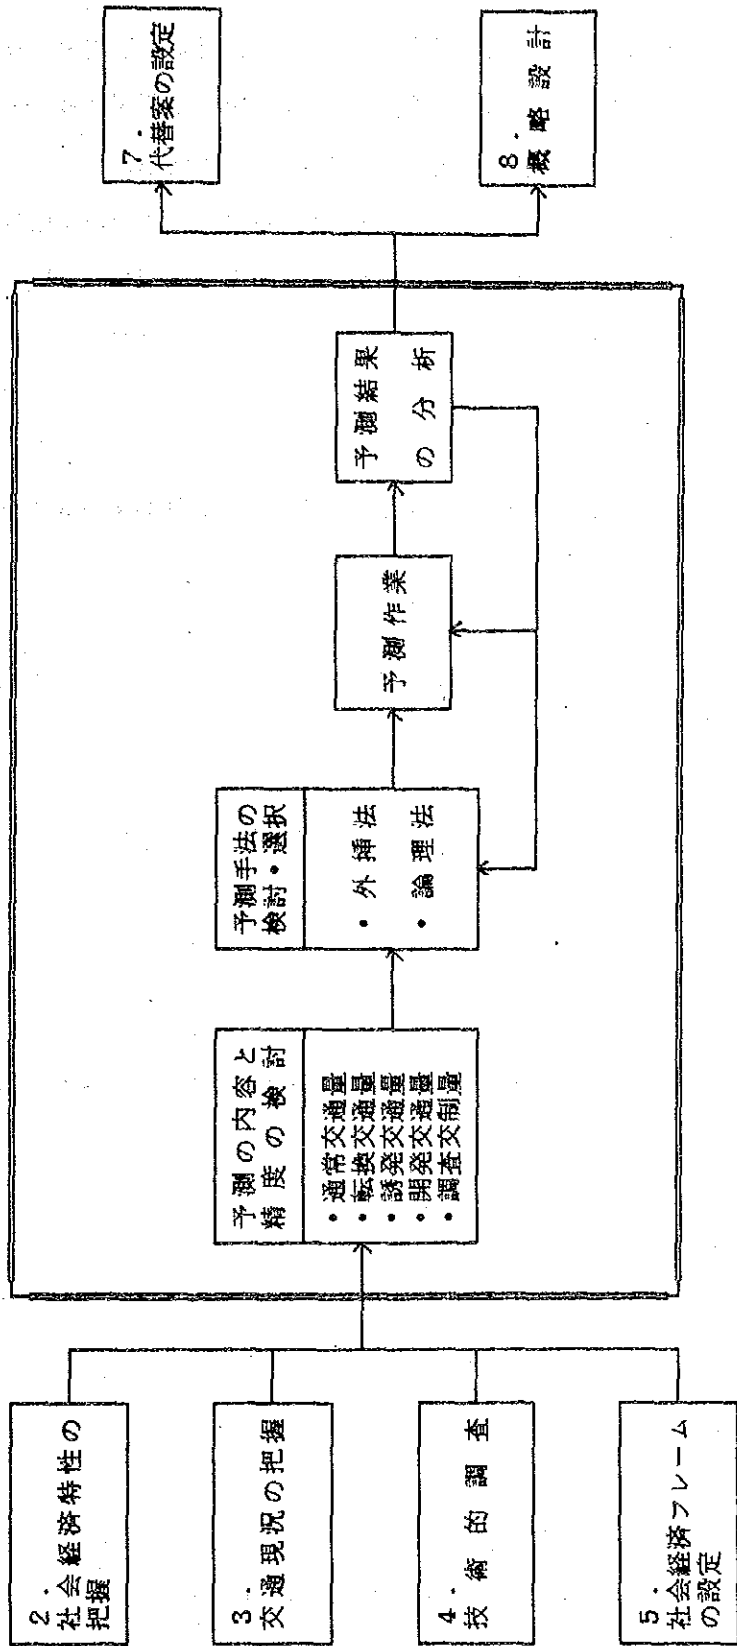 2.
社会経済特性の
把握
3.
交通現況の把握
4.
技術的調査
5.
社会経済フレーム
の設定
予測の内容と
精度の検討
・通常交通量
・転換交通量
・誘発交通量
・開発交通量
・調査交制量
予測手法の
検討・選択
・外挿法
・論理法
予測作業
予測結果
の分析
7.
代替案の設定
8.
概略設計